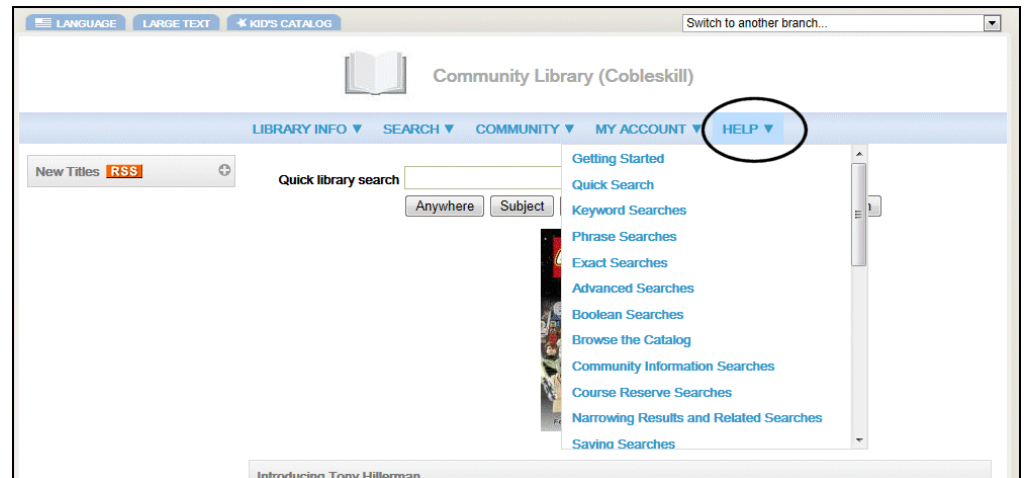 LANGUAGE LARGE TEXT KID'S CATALOG Switch to another branch...
Community Library (Cobleskill)
LIBRARY INFO ▼ SEARCH ▼ COMMUNITY ▼ MY ACCOUNT ▼ HELP ▼
New Titles RSS
Quick library search
Anywhere Subject
Getting Started
Quick Search
Keyword Searches
Phrase Searches
Exact Searches
Advanced Searches
Boolean Searches
Browse the Catalog
Community Information Searches
Course Reserve Searches
Narrowing Results and Related Searches
Saving Searches
Introducing Tony Hillerman